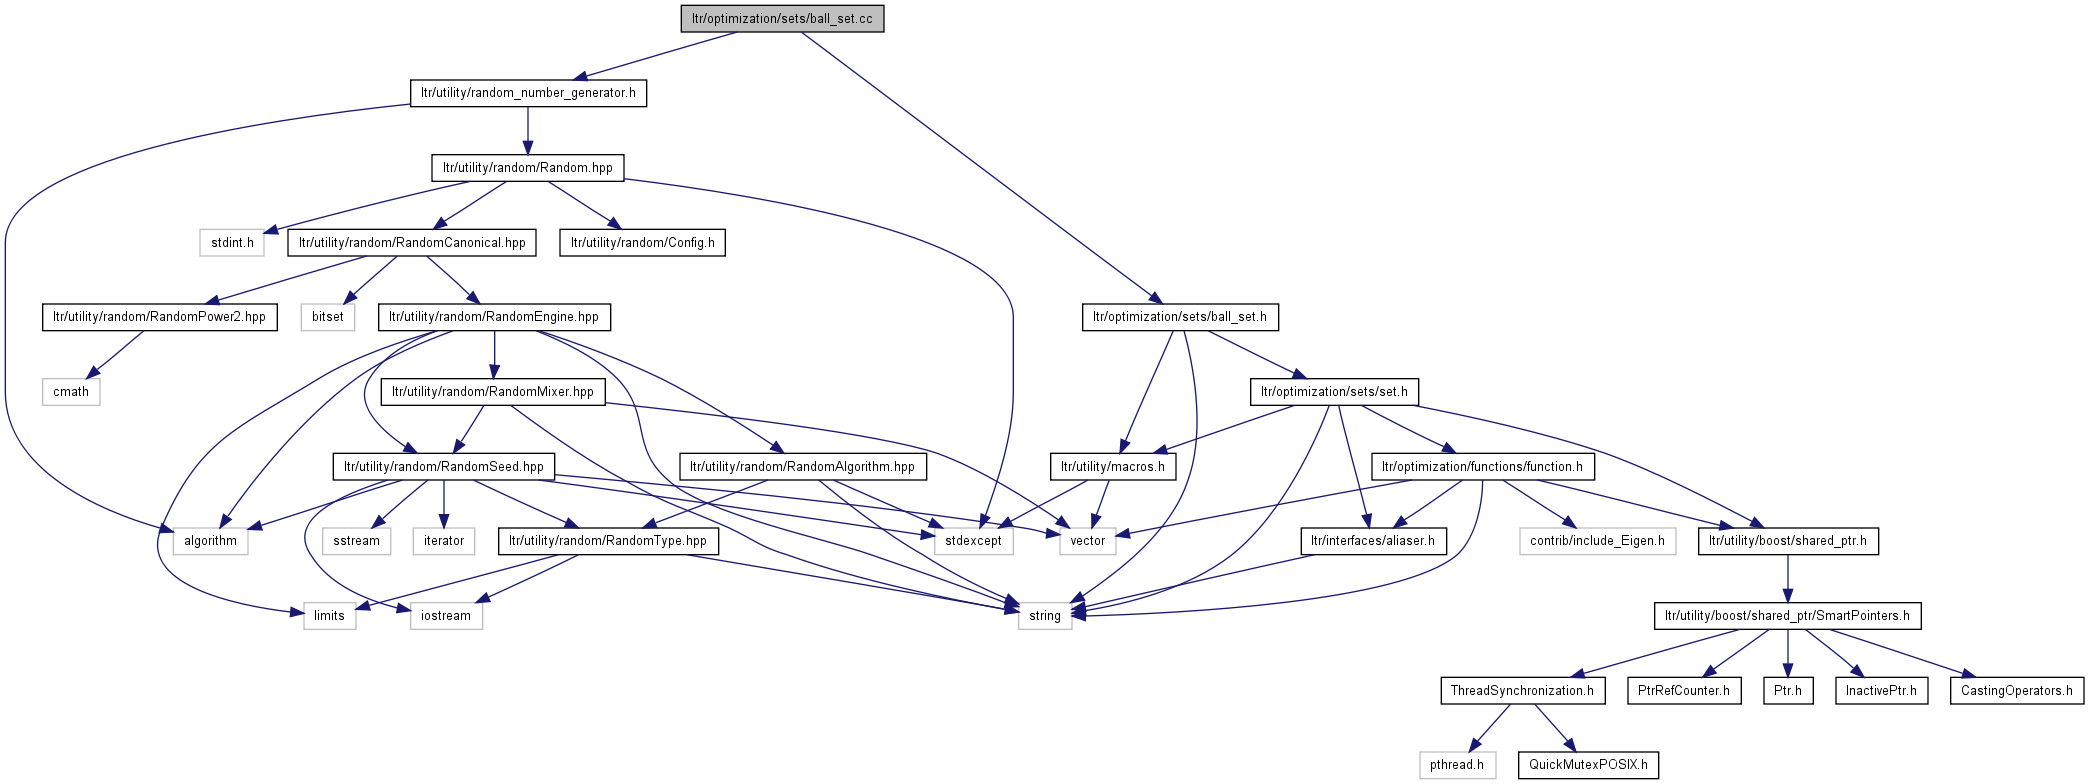 ltr/optimization/sets/ball_set.cc
ltr/utility/random_number_generator.h
ltr/utility/random/Random.hpp
stdint.h
ltr/utility/random/RandomCanonical.hpp
ltr/utility/random/Config.h
ltr/utility/random/RandomPower2.hpp
bitset
ltr/utility/random/RandomEngine.hpp
ltr/optimization/sets/ball_set.h
cmath
ltr/utility/random/RandomMixer.hpp
ltr/optimization/sets/set.h
ltr/utility/random/RandomSeed.hpp
ltr/utility/random/RandomAlgorithm.hpp
ltr/utility/macros.h
ltr/optimization/functions/function.h
algorithm
sstream
iterator
ltr/utility/random/RandomType.hpp
stdexcept
vector
ltr/interfaces/aliaser.h
contrib/include_Eigen.h
ltr/utility/boost/shared_ptr.h
limits
iostream
string
ltr/utility/boost/shared_ptr/SmartPointers.h
ThreadSynchronization.h
PtrRefCounter.h
Ptr.h
InactivePtr.h
CastingOperators.h
pthread.h
QuickMutexPOSIX.h